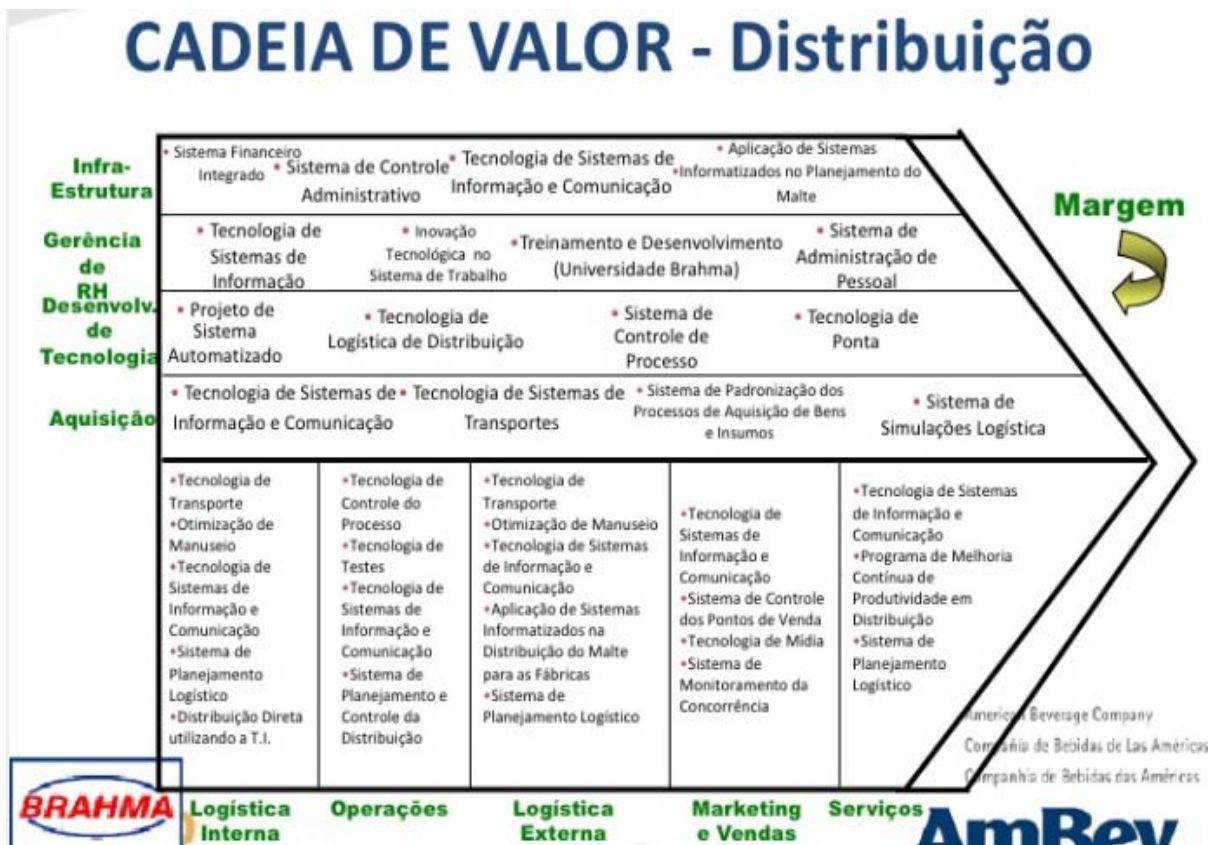 CADEIA DE VALOR - Distribuição
Infra-
Estrutura
• Sistema Financeiro
Integrado
• Sistema de Controle
Administrativo
• Tecnologia de Sistemas de
Informação e Comunicação
• Aplicação de Sistemas
•Informatizados no Planejamento do
Malte
Margem
Gerência
de
RH
• Tecnologia de
Sistemas de
Informação
• Inovação
Tecnológica no
Sistema de Trabalho
•Treinamento e Desenvolvimento
(Universidade Brahma)
• Sistema de
Administração de
Pessoal
Desenvolv.
de
Tecnologia
• Projeto de
Sistema
Automatizado
• Tecnologia de
Logística de Distribuição
• Sistema de
Controle de
Processo
• Tecnologia de
Ponta
Aquisição
• Tecnologia de Sistemas de
Informação e Comunicação
• Tecnologia de Sistemas de
Transportes
• Sistema de Padronização dos
Processos de Aquisição de Bens
e Insumos
• Sistema de
Simulações Logística
•Tecnologia de
Transporte
•Otimização de
Manuseio
•Tecnologia de
Sistemas de
Informação e
Comunicação
•Sistema de
Planejamento
Logístico
•Distribuição Direta
utilizando a T.I.
•Tecnologia de
Controle do
Processo
•Tecnologia de
Testes
•Tecnologia de
Sistemas de
Informação e
Comunicação
•Sistema de
Planejamento e
Controle da
Distribuição
•Tecnologia de
Transporte
•Otimização de Manuseio
•Tecnologia de Sistemas
de Informação e
Comunicação
•Aplicação de Sistemas
Informatizados na
Distribuição do Malte
para as Fábricas
•Sistema de
Planejamento Logístico
•Tecnologia de
Sistemas de
Informação e
Comunicação
•Sistema de Controle
dos Pontos de Venda
•Tecnologia de Mídia
•Sistema de
Monitoramento da
Concorrência
•Tecnologia de Sistemas
de Informação e
Comunicação
•Programa de Melhoria
Contínua de
Produtividade em
Distribuição
•Sistema de
Planejamento
Logístico
American Beverage Company
Compañia de Bebidas de Las Américas
Companhia de Bebidas das Américas
BRAHMA
Logística
Interna
Operações
Logística
Externa
Marketing
e Vendas
Serviços
AmBev